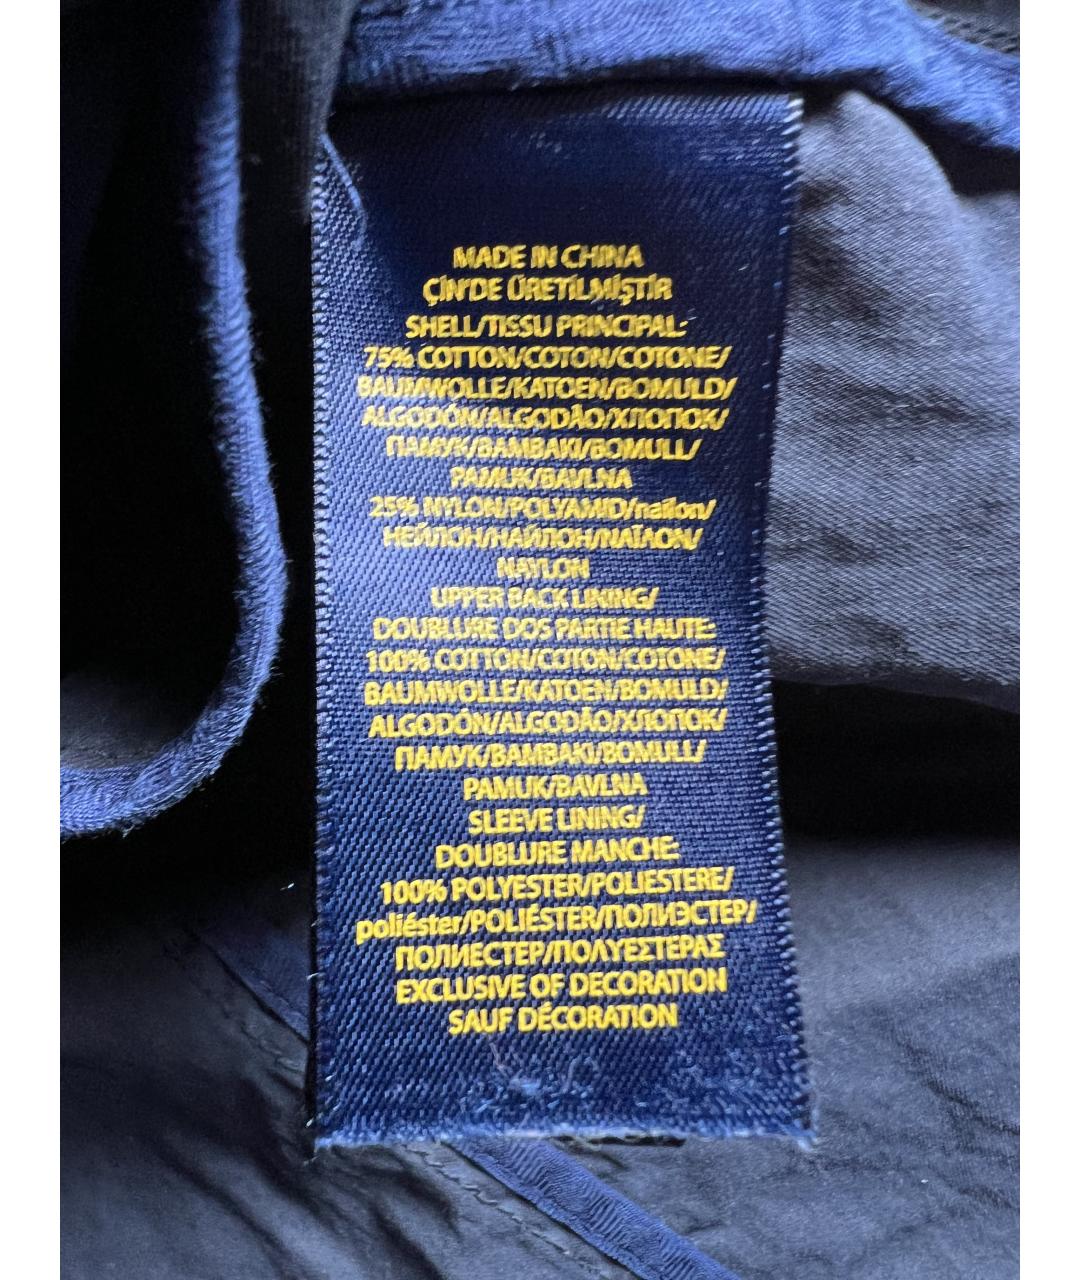 MADE IN CHINA
ÇİN'DE ÜRETİLMİŞTİR
SHELL/TISSU PRINCIPAL:
75% COTTON/COTON/COTONE/
BAUMWOLLE/KATOEN/BOMULD/
ALGODÓN/ALGODÃO/ХЛОПОК/
ПАМУК/BAMBAKI/BOMULL/
PAMUK/BAVLNA
25% NYLON/POLYAMID/nailon/
НЕЙЛОН/НАЙЛОН/ΝΑΪΛΟΝ/
NAYLON
UPPER BACK LINING/
DOUBLURE DOS PARTIE HAUTE:
100% COTTON/COTON/COTONE/
BAUMWOLLE/KATOEN/BOMULD/
ALGODÓN/ALGODÃO/ХЛОПОК/
ПАМУК/BAMBAKI/BOMULL/
PAMUK/BAVLNA
SLEEVE LINING/
DOUBLURE MANCHE:
100% POLYESTER/POLIESTERE/
poliéster/POLIÉSTER/ПОЛИЭСТЕР/
ПОЛИЕСТЕР/ΠΟΛΥΕΣΤΕΡΑΣ
EXCLUSIVE OF DECORATION
SAUF DÉCORATION